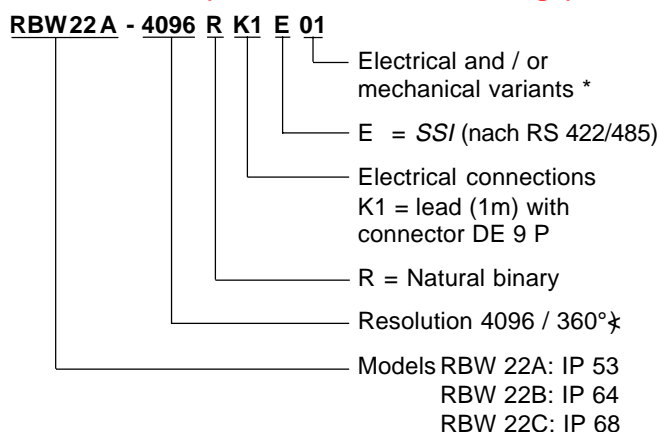 RBW22A - 4096 R K1 E 01
Electrical and / or
mechanical variants *
E = SSI (nach RS 422/485)
Electrical connections
K1 = lead (1m) with
connector DE 9 P
R = Natural binary
Resolution 4096 / 360°∢
Models RBW 22A: IP 53
RBW 22B: IP 64
RBW 22C: IP 68